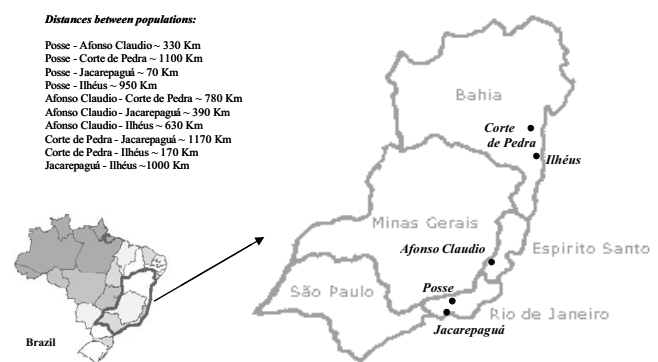 Distances between populations:
Posse - Afonso Claudio ~ 330 Km
Posse - Corte de Pedra ~ 1100 Km
Posse - Jacarepaguá ~ 70 Km
Posse - Ilhéus ~ 950 Km
Afonso Claudio - Corte de Pedra ~ 780 Km
Afonso Claudio - Jacarepaguá ~ 390 Km
Afonso Claudio - Ilhéus ~ 630 Km
Corte de Pedra - Jacarepaguá ~ 1170 Km
Corte de Pedra - Ilhéus ~ 170 Km
Jacarepaguá - Ilhéus ~ 1000 Km
Bahia
Corte
de Pedra
Ilhéus
Minas Gerais
Afonso Claudio
Espirito Santo
São Paulo
Posse
Rio de Janeiro
Jacarepaguá
Brazil